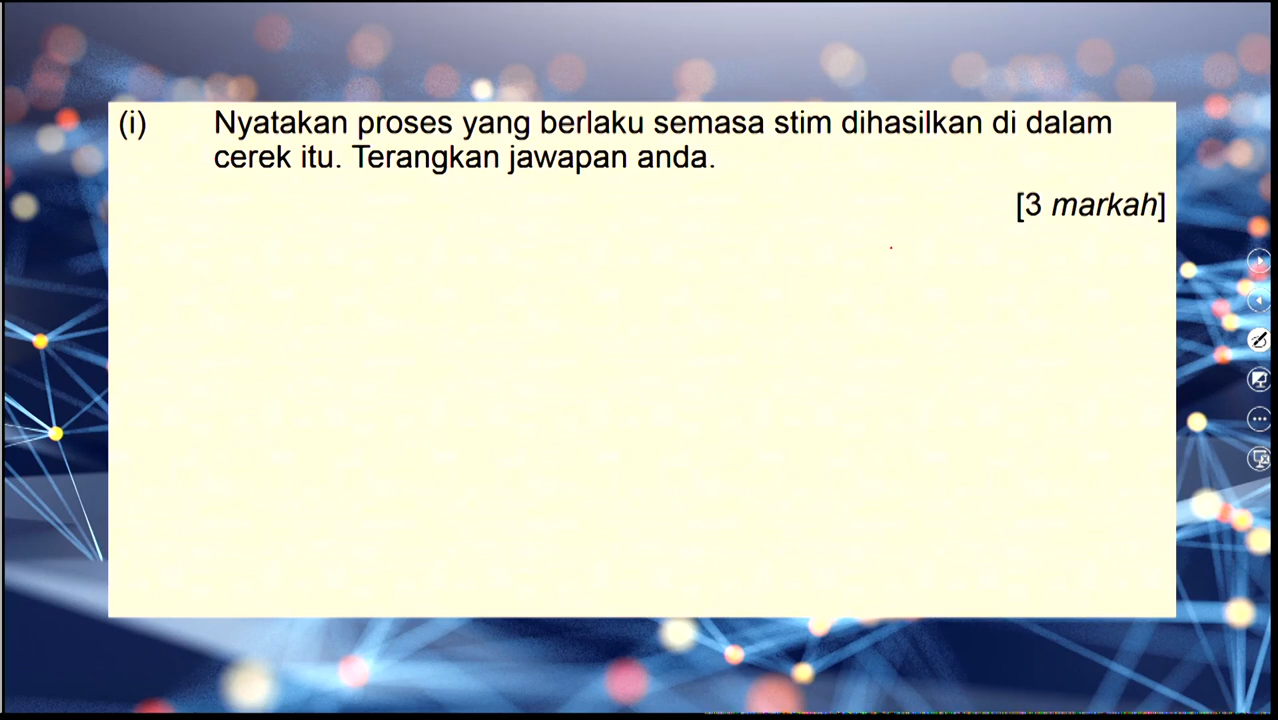 (i) Nyatakan proses yang berlaku semasa stim dihasilkan di dalam
cerek itu. Terangkan jawapan anda.
[3 markah]